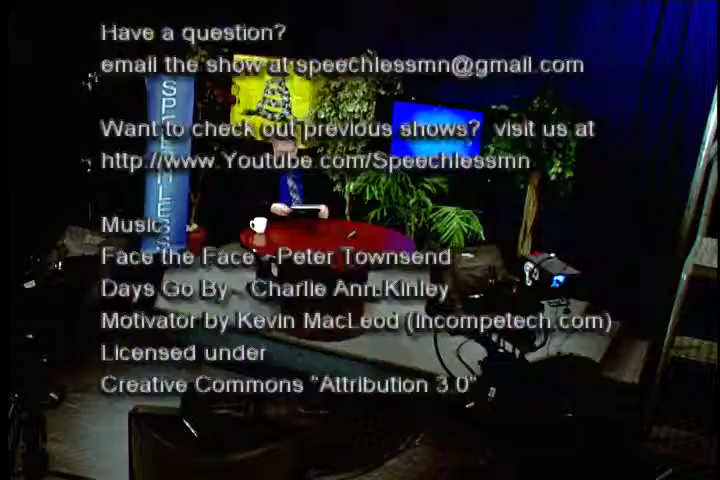 Have a question?
email the show at speechlessmn@gmail.com
Want to check out previous shows? visit us at
http://www.Youtube.com/Speechlessmn
Music
Face the Face - Peter Townsend
Days Go By - Charlie Ann Kinley
Motivator by Kevin MacLeod (Incompetech.com)
Licensed under
Creative Commons "Attribution 3.0"
SPEECHLESS